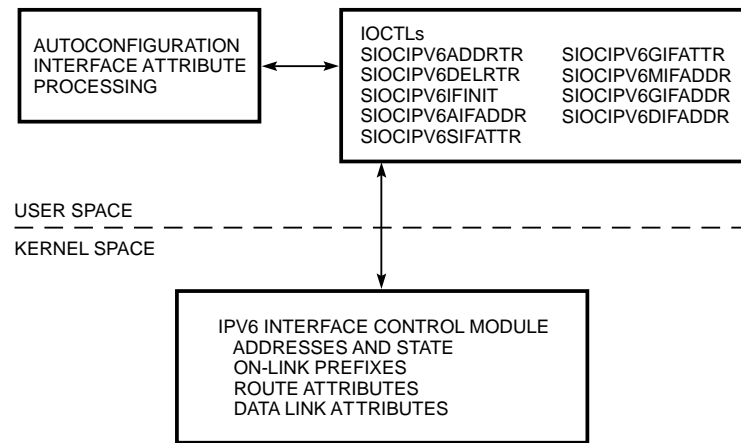 AUTOCONFIGURATION
INTERFACE ATTRIBUTE
PROCESSING
IOCTLs
SIOCIPV6ADDRTR
SIOCIPV6DELRTR
SIOCIPV6IFINIT
SIOCIPV6AIFADDR
SIOCIPV6SIFATTR
SIOCIPV6GIFATTR
SIOCIPV6MIFADDR
SIOCIPV6GIFADDR
SIOCIPV6DIFADDR
USER SPACE
KERNEL SPACE
IPV6 INTERFACE CONTROL MODULE
ADDRESSES AND STATE
ON-LINK PREFIXES
ROUTE ATTRIBUTES
DATA LINK ATTRIBUTES